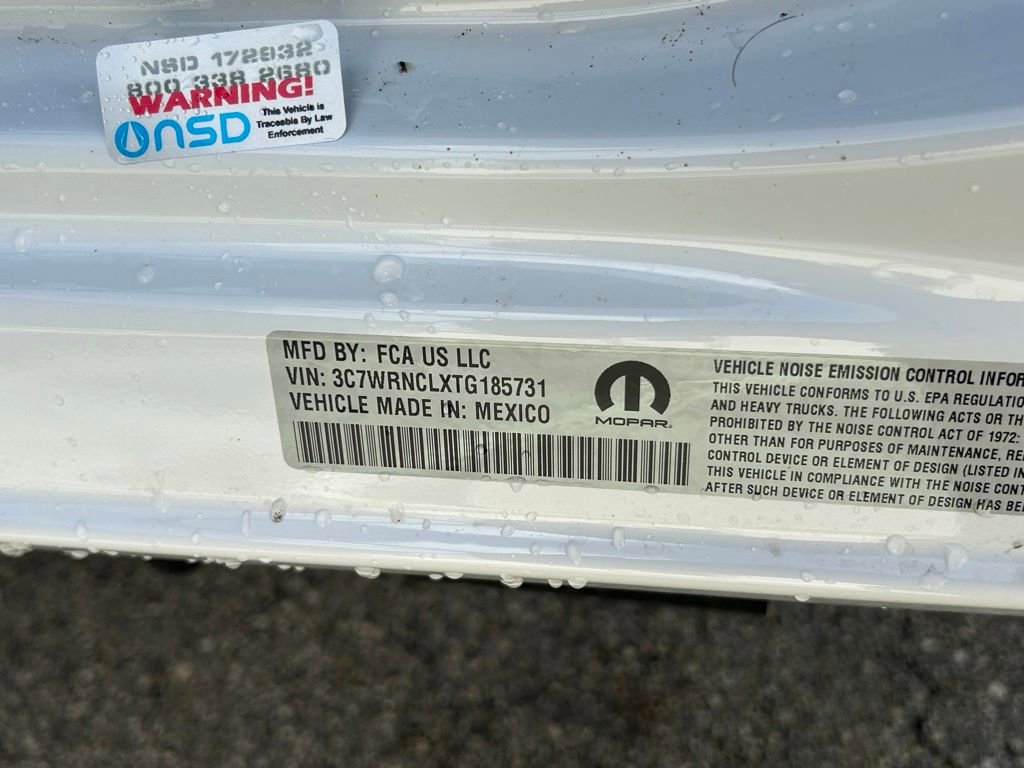 NSD 172932
800 338 2680
WARNING!
NSD
This Vehicle is
Traceable By Law
Enforcement
MFD BY: FCA US LLC
VIN: 3C7WRNCLXTG185731
VEHICLE MADE IN: MEXICO
MOPAR
VEHICLE NOISE EMISSION CONTROL INFOR
THIS VEHICLE CONFORMS TO U.S. EPA REGULATIO
AND HEAVY TRUCKS. THE FOLLOWING ACTS OR TH
PROHIBITED BY THE NOISE CONTROL ACT OF 1972:
OTHER THAN FOR PURPOSES OF MAINTENANCE, RE
CONTROL DEVICE OR ELEMENT OF DESIGN (LISTED IN
THIS VEHICLE IN COMPLIANCE WITH THE NOISE CONT
AFTER SUCH DEVICE OR ELEMENT OF DESIGN HAS BE